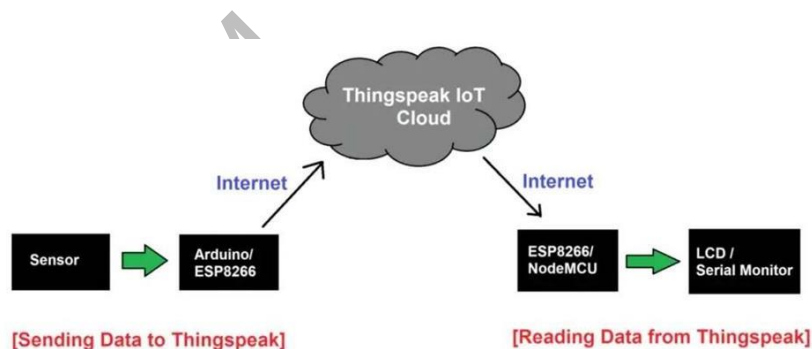 Thingspeak IoT
Cloud
Internet
Internet
Sensor
Arduino/
ESP8266
ESP8266/
NodeMCU
LCD /
Serial Monitor
[Sending Data to Thingspeak]
[Reading Data from Thingspeak]